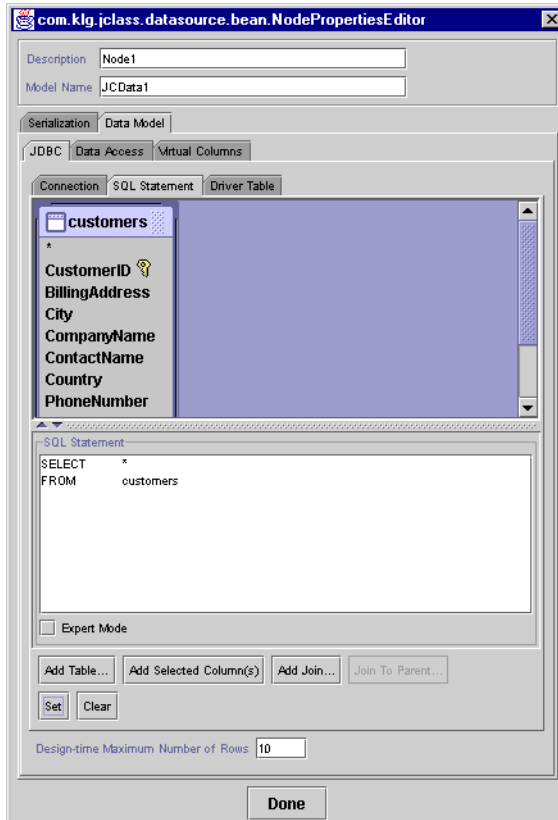 com.klg.jclass.datasource.bean.NodePropertiesEditor
Description Node1
Model Name JCData1
Serialization Data Model
JDBC Data Access Virtual Columns
Connection SQL Statement Driver Table
customers
*
CustomerID
BillingAddress
City
CompanyName
ContactName
Country
PhoneNumber
SQL Statement
SELECT *
FROM customers
Expert Mode
Add Table... Add Selected Column(s) Add Join... Join To Parent...
Set Clear
Design-time Maximum Number of Rows 10
Done